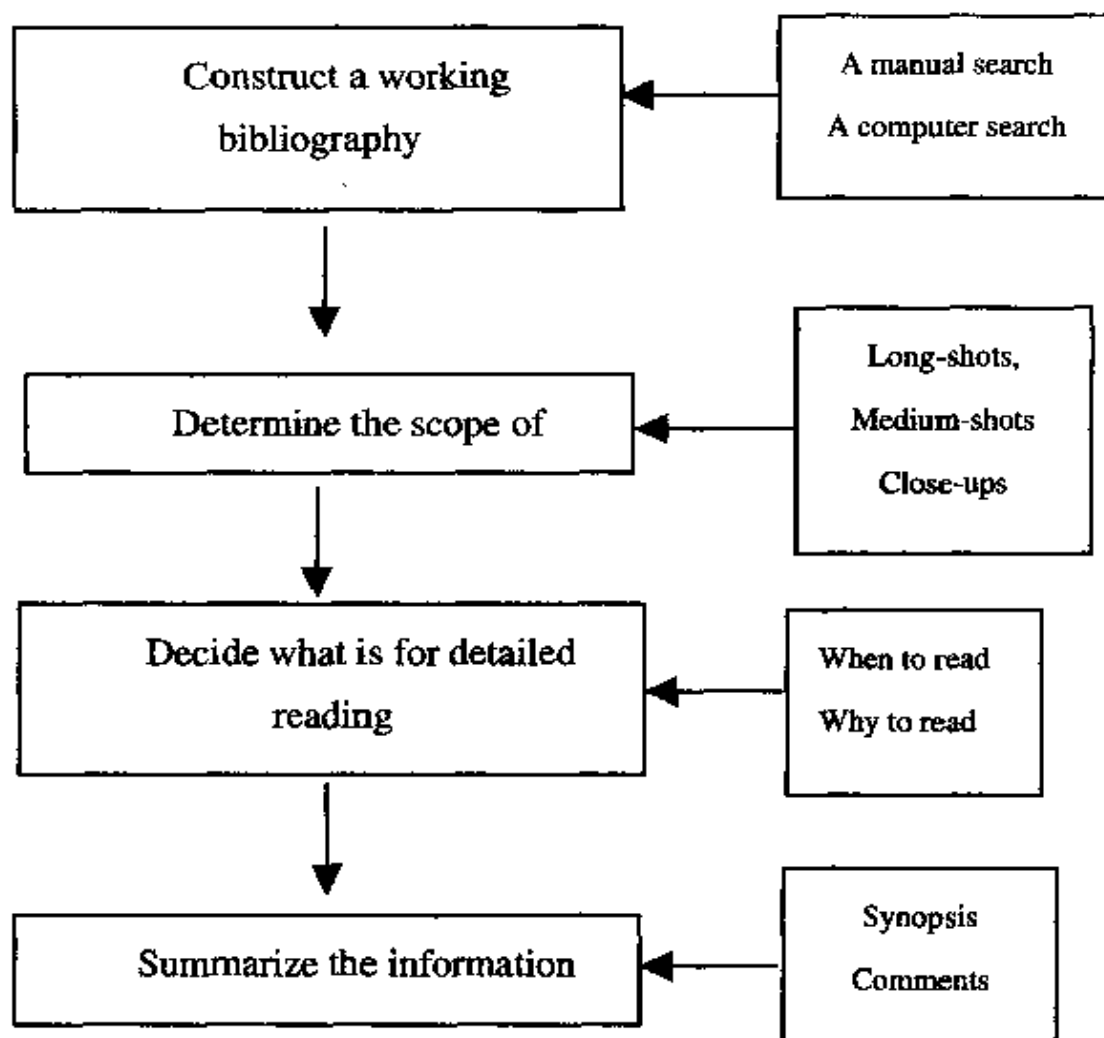 Construct a working
bibliography
A manual search
A computer search
Determine the scope of
Long-shots,
Medium-shots
Close-ups
Decide what is for detailed
reading
When to read
Why to read
Summarize the information
Synopsis
Comments